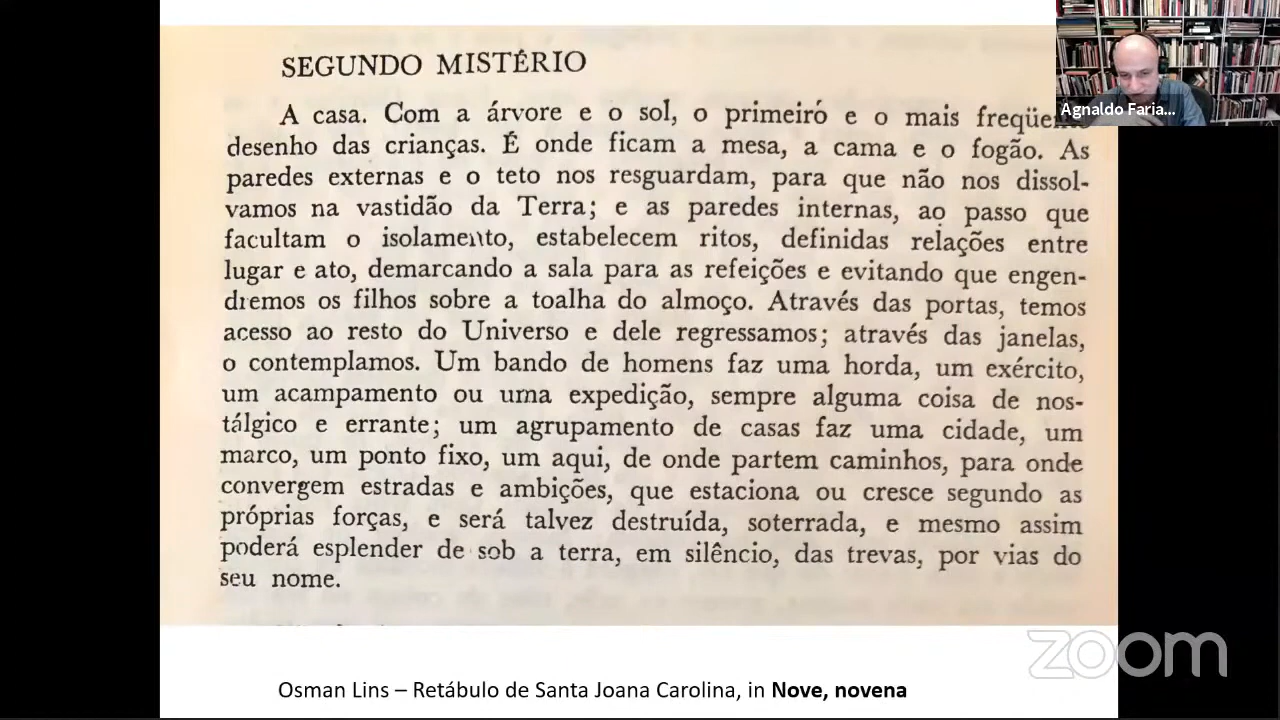 SEGUNDO MISTÉRIO
A casa. Com a árvore e o sol, o primeiro e o mais freqüente
desenho das crianças. É onde ficam a mesa, a cama e o fogão. As
paredes externas e o teto nos resguardam, para que não nos dissol-
vamos na vastidão da Terra; e as paredes internas, ao passo que
facultam o isolamento, estabelecem ritos, definidas relações entre
lugar e ato, demarcando a sala para as refeições e evitando que engen-
dremos os filhos sobre a toalha do almoço. Através das portas, temos
acesso ao resto do Universo e dele regressamos; através das janelas,
o contemplamos. Um bando de homens faz uma horda, um exército,
um acampamento ou uma expedição, sempre alguma coisa de nos-
tálgico e errante; um agrupamento de casas faz uma cidade, um
marco, um ponto fixo, um aqui, de onde partem caminhos, para onde
convergem estradas e ambições, que estaciona ou cresce segundo as
próprias forças, e será talvez destruída, soterrada, e mesmo assim
poderá esplender de sob a terra, em silêncio, das trevas, por vias do
seu nome.
Osman Lins – Retábulo de Santa Joana Carolina, in Nove, novena
Agnaldo Faria...
zoom